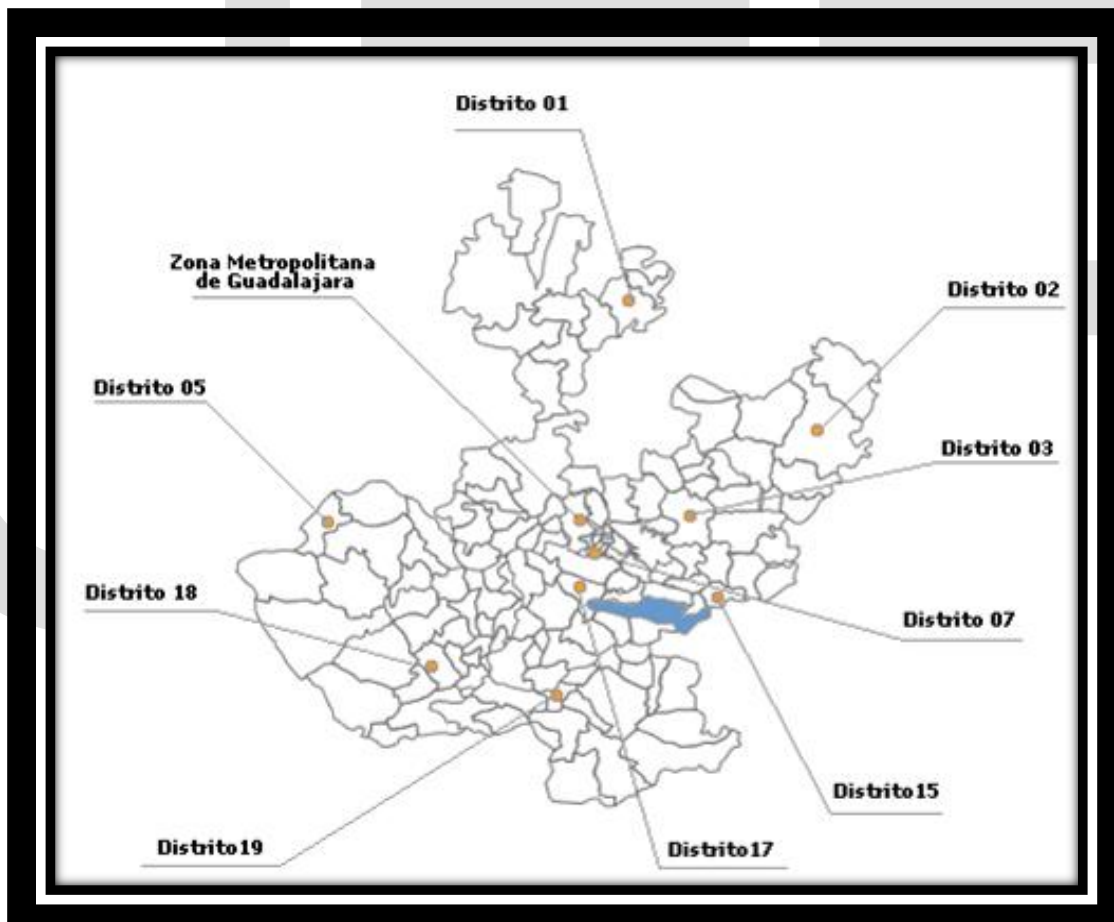 Distrito 01
Zona Metropolitana
de Guadalajara
Distrito 02
Distrito 05
Distrito 03
Distrito 18
Distrito 07
Distrito15
Distrito19
Distrito17